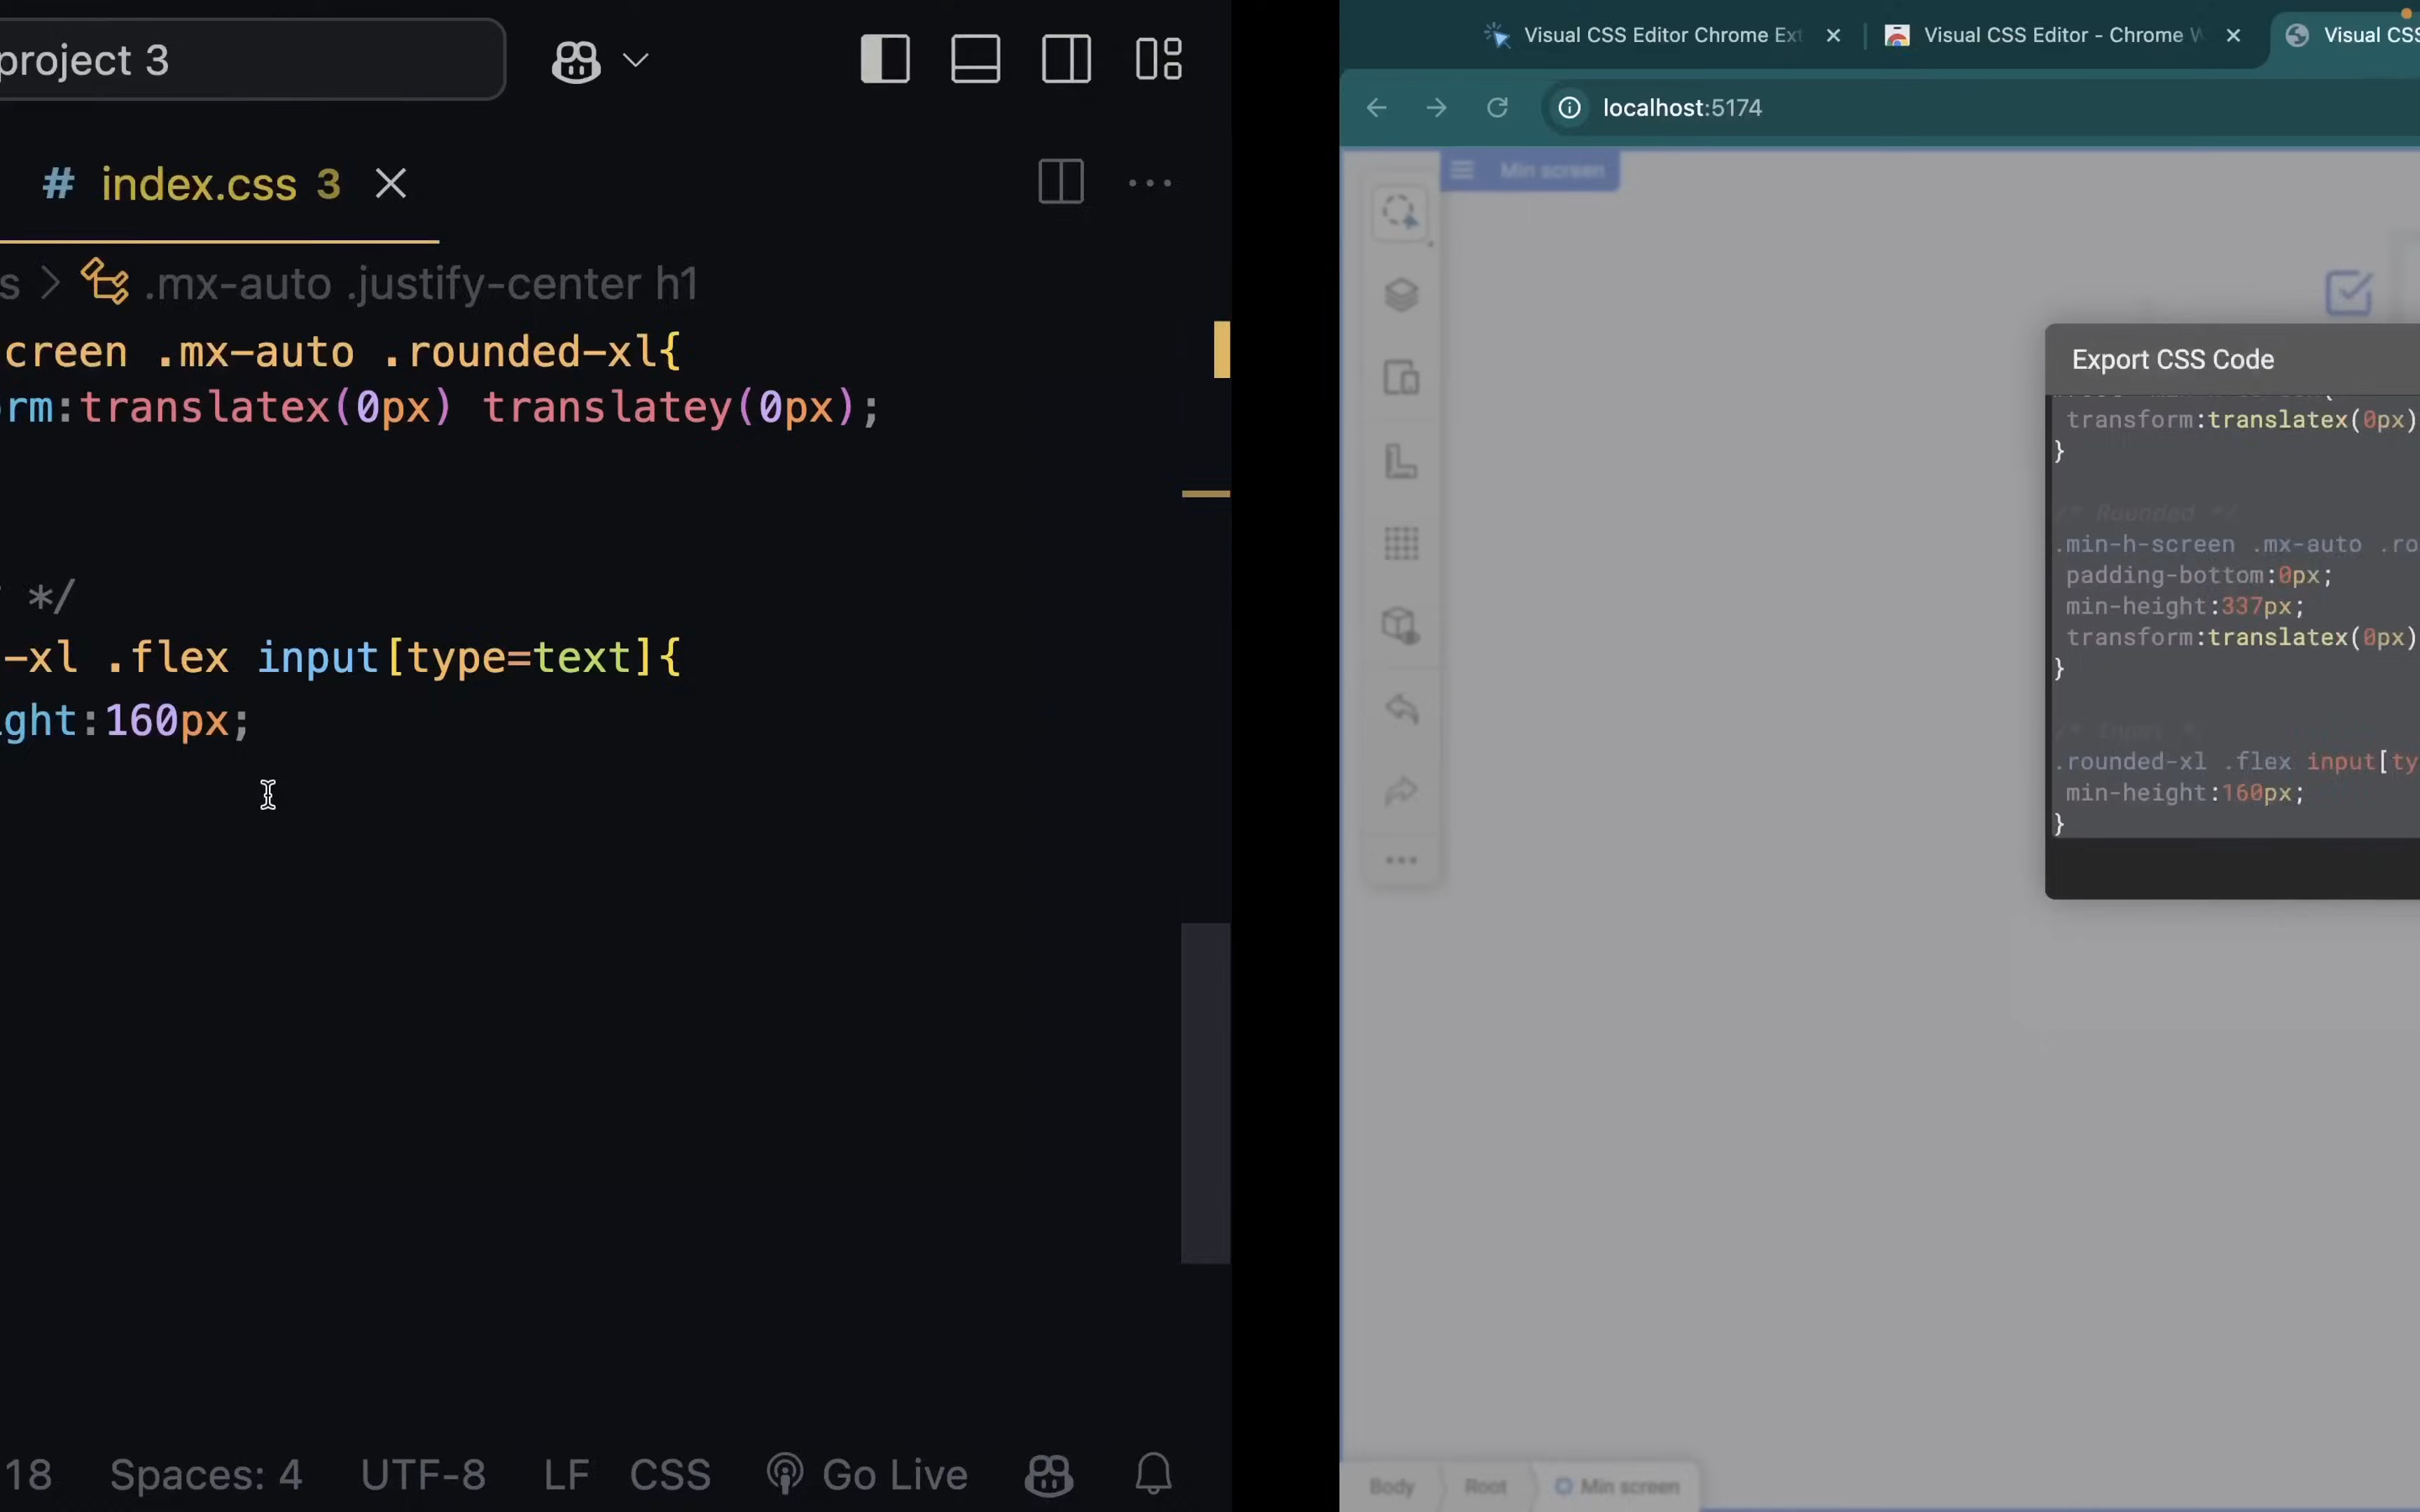 project 3
# index.css 3
s > .mx-auto .justify-center h1
creen .mx-auto .rounded-xl{
rm:translatex(0px) translatey(0px);
*/
-xl .flex input[type=text]{
ght:160px;
18 Spaces: 4 UTF-8 LF CSS Go Live
Visual CSS Editor Chrome Ext
Visual CSS Editor - Chrome W
Visual CSS
localhost:5174
Min screen
Export CSS Code
transform:translatex(0px)
}
/* Rounded */
.min-h-screen .mx-auto .ro
padding-bottom:0px;
min-height:337px;
transform:translatex(0px)
}
/* Input *
.rounded-xl .flex input[ty
min-height:160px;
}
Body Root Min screen